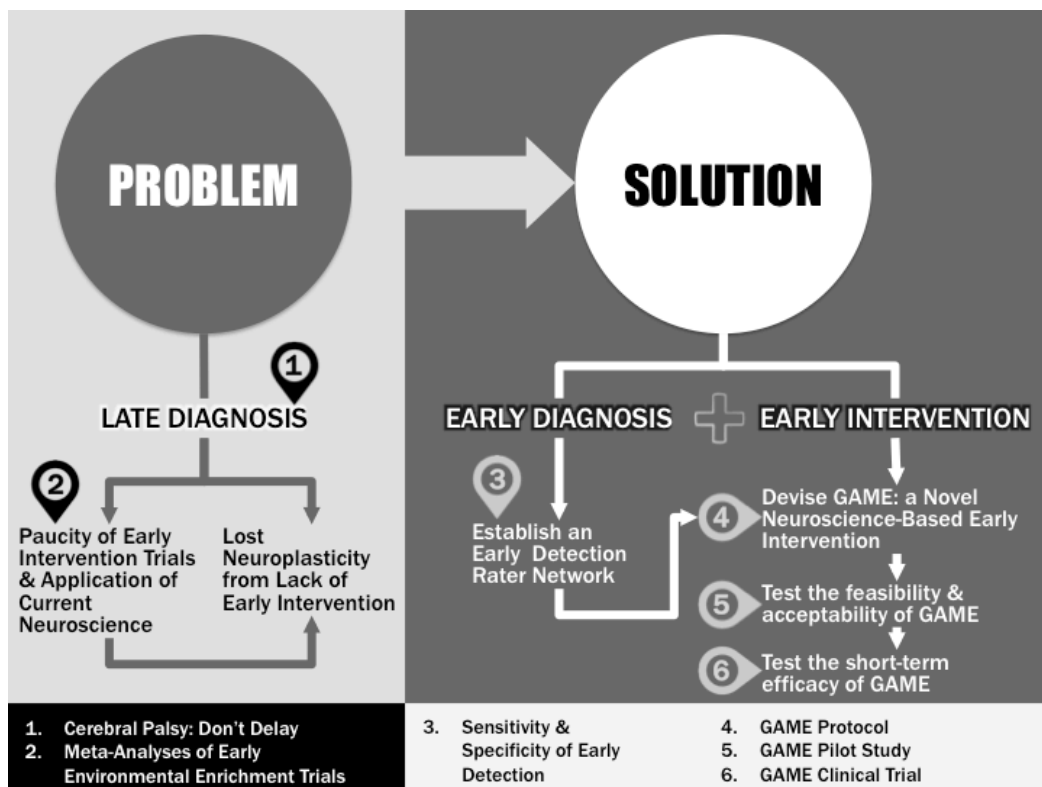 PROBLEM
SOLUTION
1
LATE DIAGNOSIS
2
Paucity of Early
Intervention Trials
& Application of
Current
Neuroscience
Lost
Neuroplasticity
from Lack of
Early Intervention
EARLY DIAGNOSIS
EARLY INTERVENTION
3
Establish an
Early Detection
Rater Network
4
Devise GAME: a Novel
Neuroscience-Based Early
Intervention
5
Test the feasibility &
acceptability of GAME
6
Test the short-term
efficacy of GAME
1. Cerebral Palsy: Don't Delay
2. Meta-Analyses of Early
Environmental Enrichment Trials
3. Sensitivity &
Specificity of Early
Detection
4. GAME Protocol
5. GAME Pilot Study
6. GAME Clinical Trial